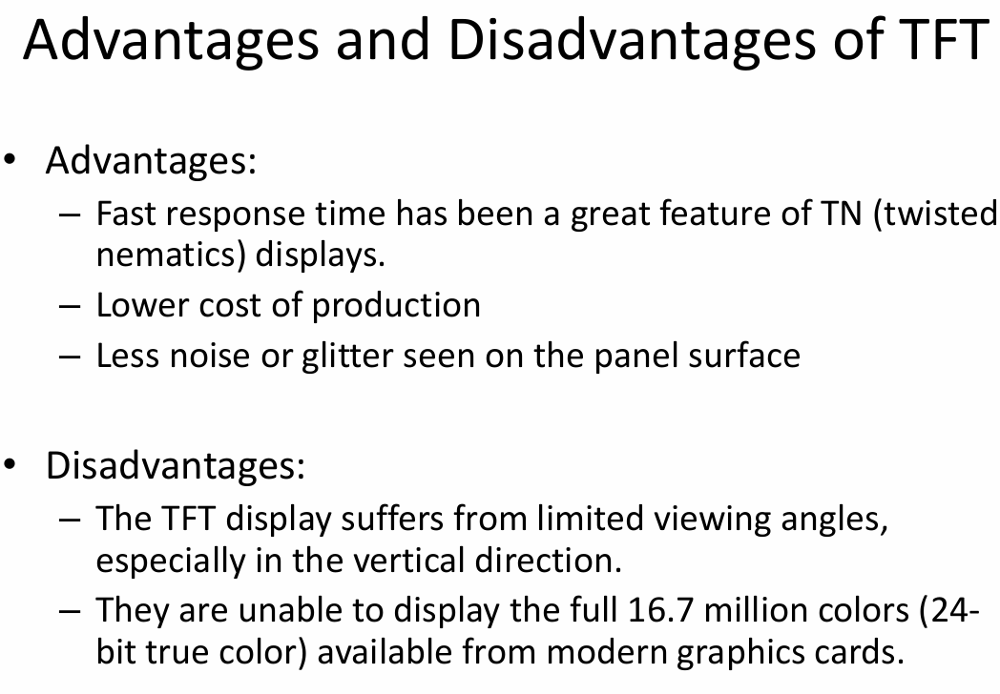 Advantages and Disadvantages of TFT
• Advantages:
– Fast response time has been a great feature of TN (twisted
nematics) displays.
– Lower cost of production
– Less noise or glitter seen on the panel surface
• Disadvantages:
– The TFT display suffers from limited viewing angles,
especially in the vertical direction.
– They are unable to display the full 16.7 million colors (24-
bit true color) available from modern graphics cards.